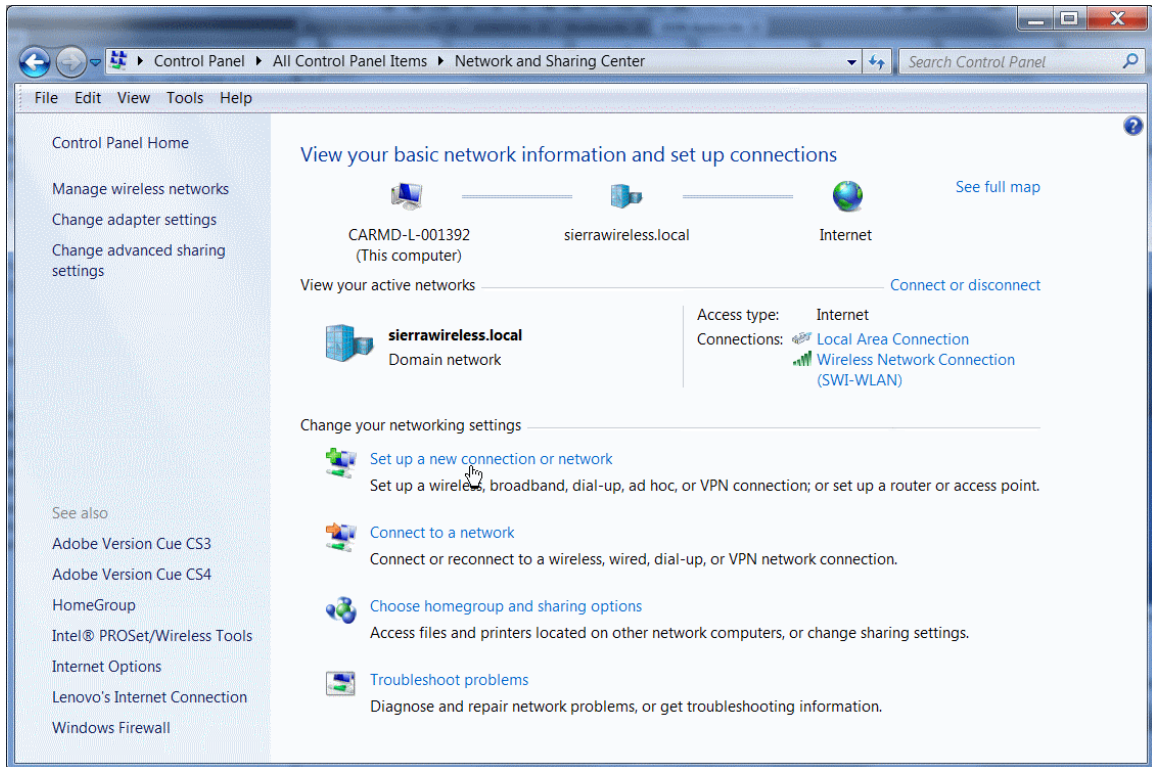 Control Panel All Control Panel Items Network and Sharing Center Search Control Panel
File Edit View Tools Help
Control Panel Home
Manage wireless networks
Change adapter settings
Change advanced sharing
settings
See also
Adobe Version Cue CS3
Adobe Version Cue CS4
HomeGroup
Intel® PROSet/Wireless Tools
Internet Options
Lenovo's Internet Connection
Windows Firewall
View your basic network information and set up connections
See full map
CARMD-L-001392
(This computer)
sierrawireless.local
Internet
View your active networks
Connect or disconnect
sierrawireless.local
Domain network
Access type: Internet
Connections: Local Area Connection
Wireless Network Connection
(SWI-WLAN)
Change your networking settings
Set up a new connection or network
Set up a wireless, broadband, dial-up, ad hoc, or VPN connection; or set up a router or access point.
Connect to a network
Connect or reconnect to a wireless, wired, dial-up, or VPN network connection.
Choose homegroup and sharing options
Access files and printers located on other network computers, or change sharing settings.
Troubleshoot problems
Diagnose and repair network problems, or get troubleshooting information.